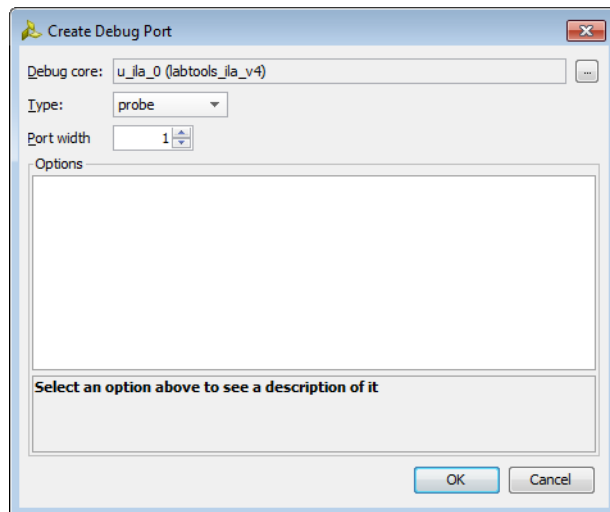 Create Debug Port
Debug core: u_ila_0 (labtools_ila_v4)
...
Type: probe
Port width 1
Options
Select an option above to see a description of it
OK Cancel